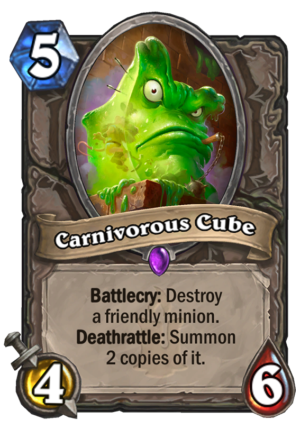 5
Carnivorous Cube
Battlecry: Destroy
a friendly minion.
Deathrattle: Summon
2 copies of it.
4
6